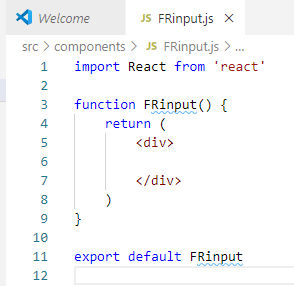 Welcome JS FRinput.js ×
src > components > JS FRinput.js > ...
1 import React from 'react'
2
3 function FRinput() {
4     return (
5         <div>
6
7         </div>
8     )
9 }
10
11 export default FRinput
12